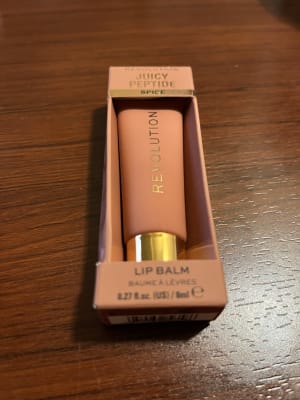 JUICY
PEPTIDE
SPICE
REVOLUTION
LIP BALM
BAUME À LÈVRES
0.27 fl.oz. (US) / 8ml ℮